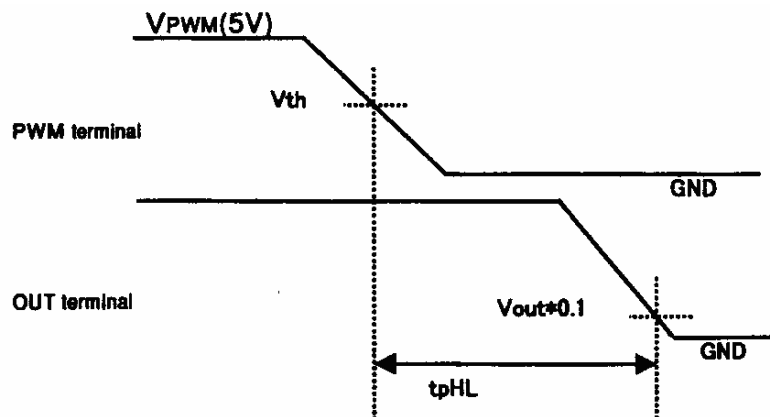 VPWM(5V)
Vth
PWM terminal
GND
OUT terminal
Vout*0.1
GND
tpHL